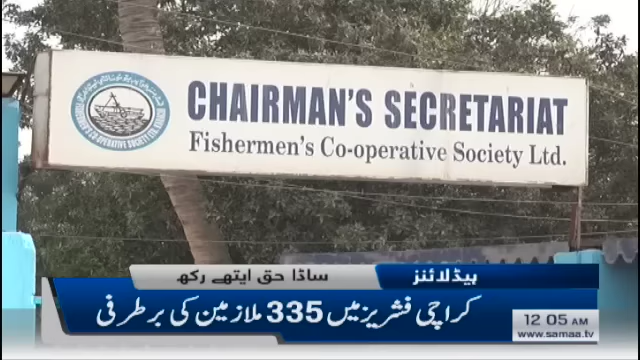 CHAIRMAN'S SECRETARIAT
Fishermen's Co-operative Society Ltd.
ہیڈلائنز
ساڈا حق ایتھے رکھ
کراچی فشریز میں 335 ملازمین کی برطرفی
12:05 AM
www.samaa.tv